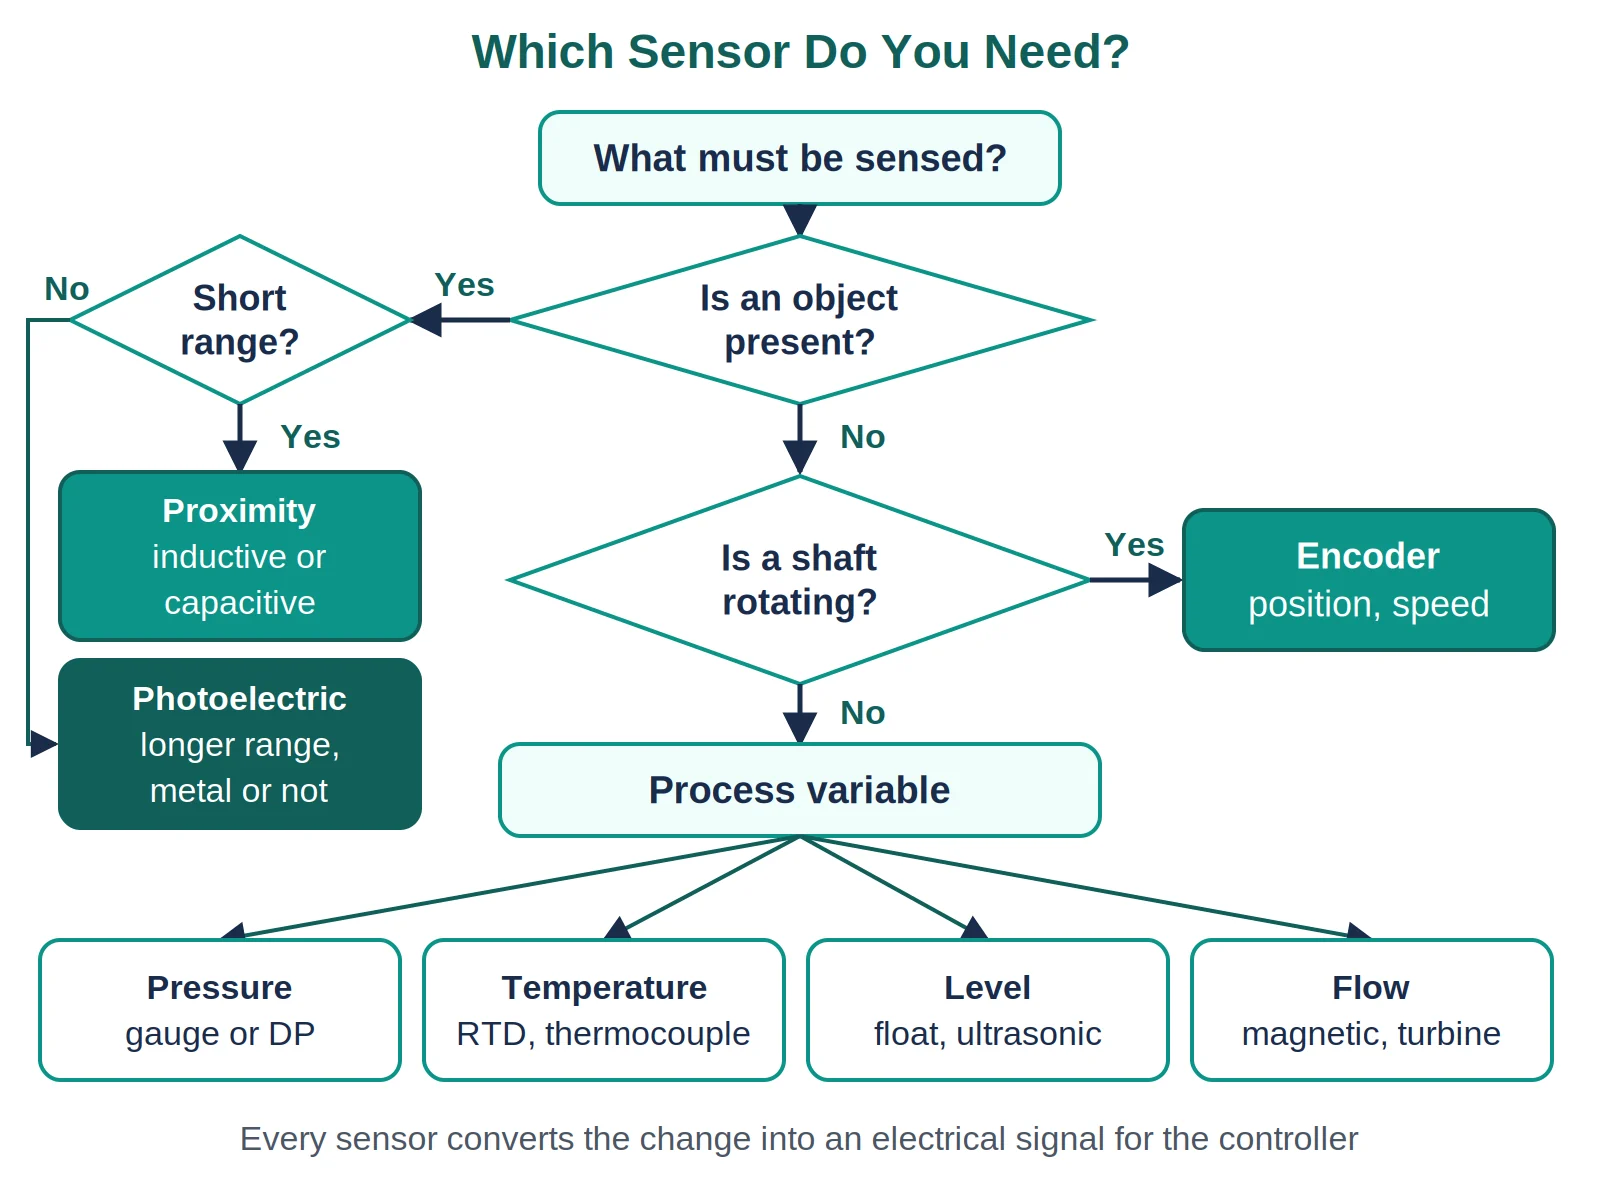 Which Sensor Do You Need?
What must be sensed?
No
Short
range?
Yes
Is an object
present?
Yes
No
Proximity
inductive or
capacitive
Is a shaft
rotating?
Yes
Encoder
position, speed
Photoelectric
longer range,
metal or not
No
Process variable
Pressure
gauge or DP
Temperature
RTD, thermocouple
Level
float, ultrasonic
Flow
magnetic, turbine
Every sensor converts the change into an electrical signal for the controller